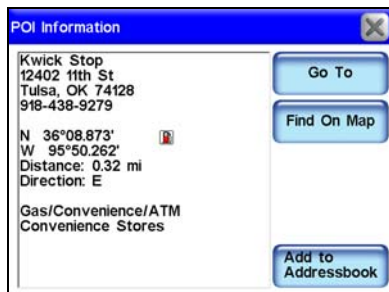 POI Information
Kwick Stop
12402 11th St
Tulsa, OK 74128
918-438-9279
N 36°08.873'
W 95°50.262'
Distance: 0.32 mi
Direction: E
Gas/Convenience/ATM
Convenience Stores
Go To
Find On Map
Add to
Addressbook